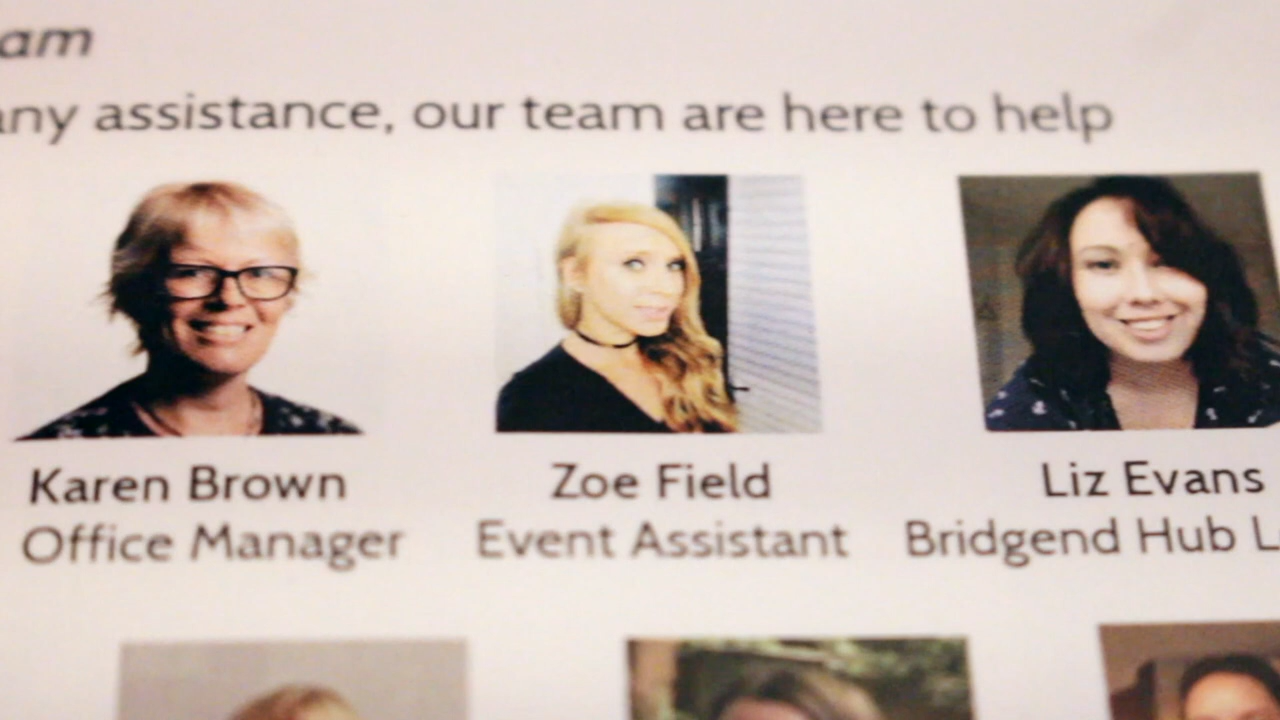 am
any assistance, our team are here to help
Karen Brown
Zoe Field
Liz Evans
Office Manager
Event Assistant
Bridgend Hub L